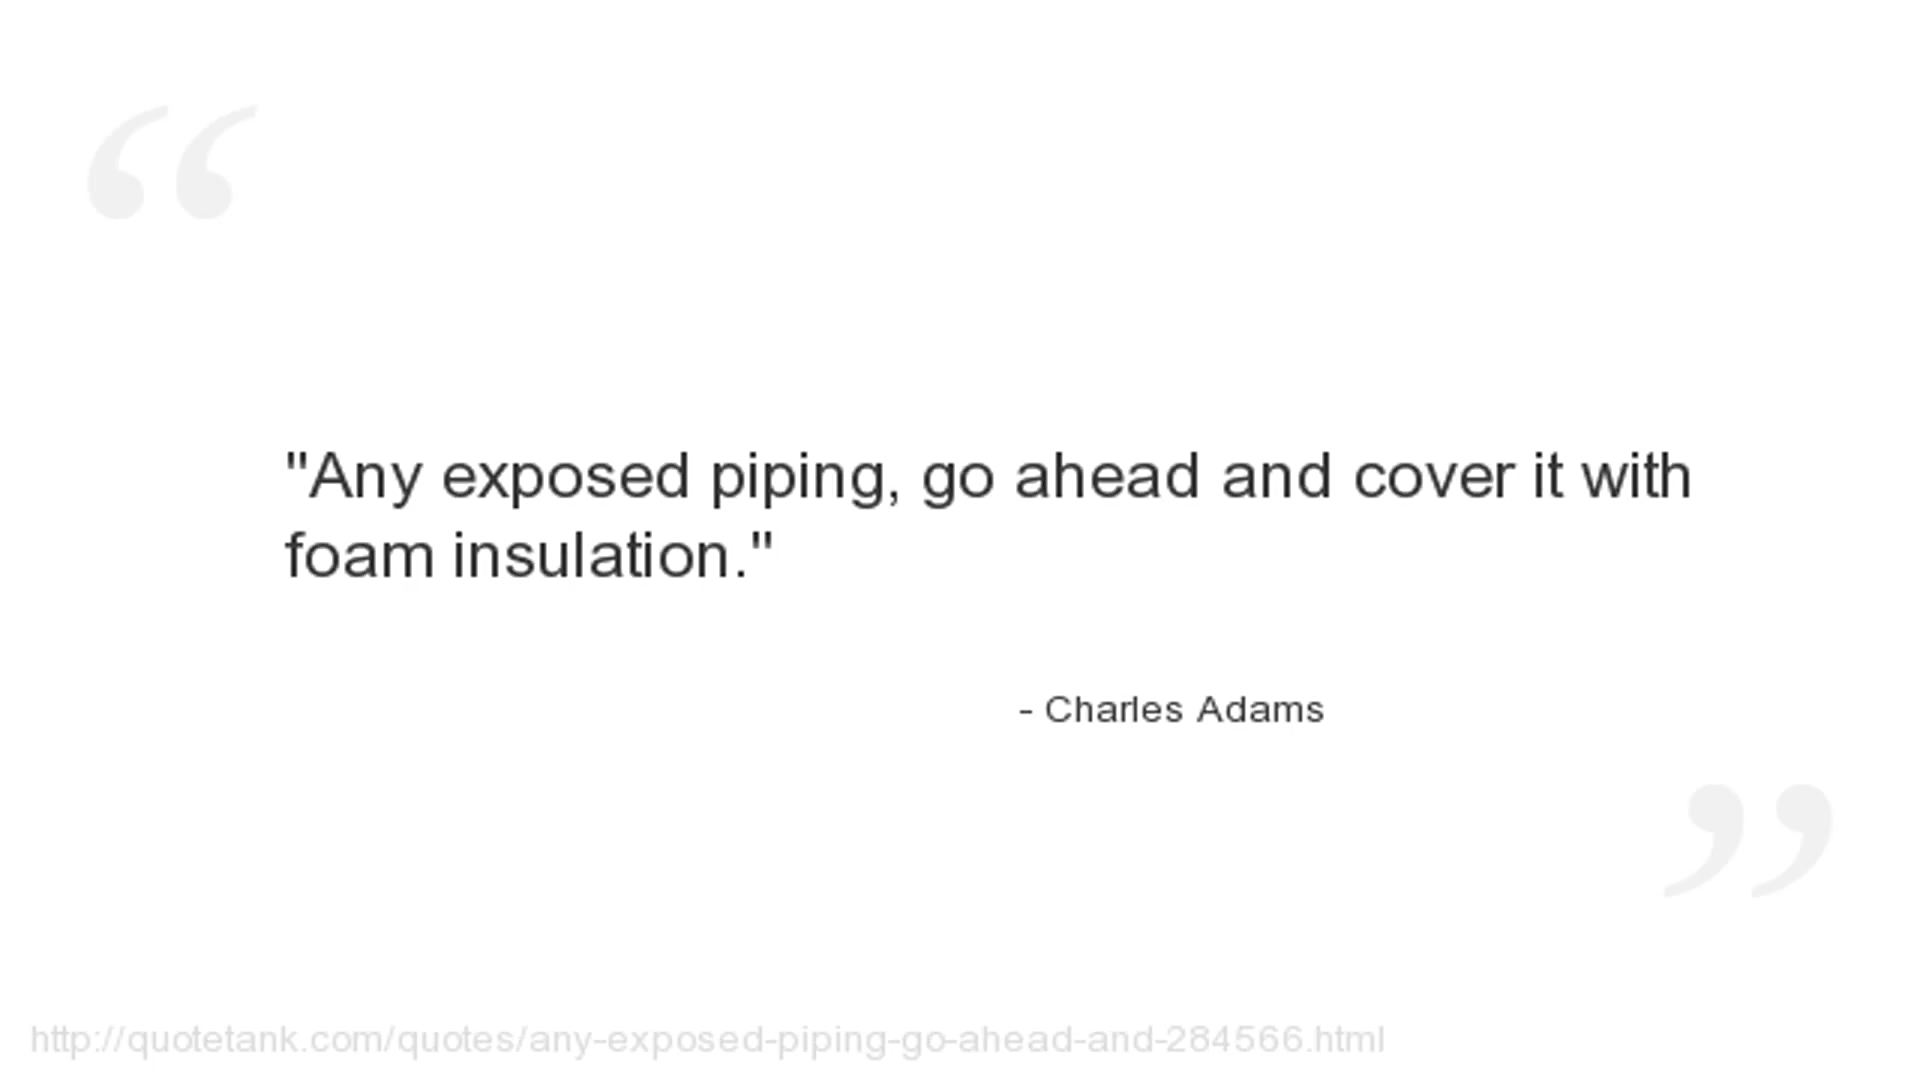 "Any exposed piping, go ahead and cover it with
foam insulation."
- Charles Adams
http://quotetank.com/quotes/any-exposed-piping-go-ahead-and-284566.html